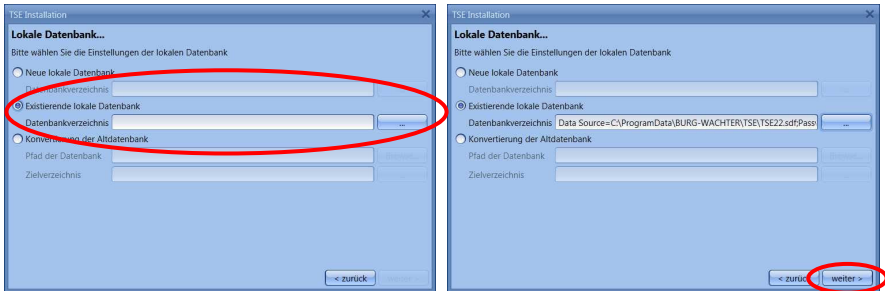 TSE Installation
Lokale Datenbank...
Bitte wählen Sie die Einstellungen der lokalen Datenbank
Neue lokale Datenbank
Datenbankverzeichnis
Existierende lokale Datenbank
Datenbankverzeichnis ...
Konvertierung der Altdatenbank
Pfad der Datenbank
Zielverzeichnis
< zurück
TSE Installation
Lokale Datenbank...
Bitte wählen Sie die Einstellungen der lokalen Datenbank
Neue lokale Datenbank
Datenbankverzeichnis
Existierende lokale Datenbank
Datenbankverzeichnis Data Source=C:\ProgramData\BURG-WACHTER\TSE\TSE22.sdf;Pass ...
Konvertierung der Altdatenbank
Pfad der Datenbank
Zielverzeichnis
< zurück weiter >